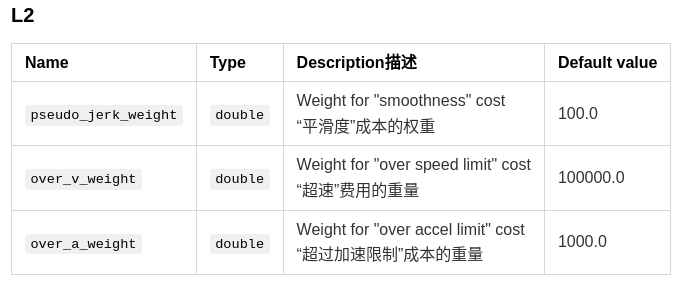 L2
Name Type Description描述 Default value
pseudo_jerk_weight double Weight for "smoothness" cost 100.0
“平滑度”成本的权重
over_v_weight double Weight for "over speed limit" cost 100000.0
“超速”费用的重量
over_a_weight double Weight for "over accel limit" cost 1000.0
“超过加速限制”成本的重量